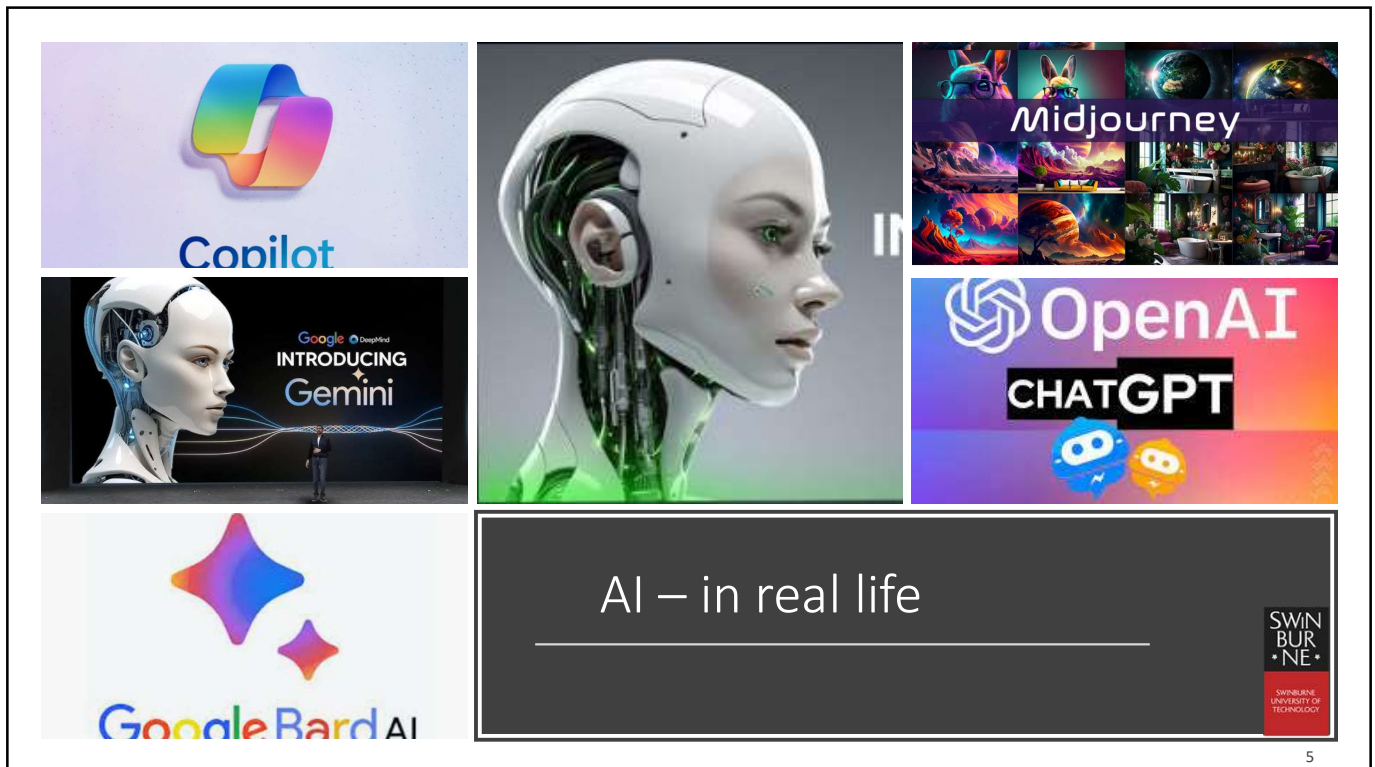 Copilot
IN
Midjourney
Google DeepMind
INTRODUCING
Gemini
OpenAI
CHATGPT
Google Bard AI
AI – in real life
SWIN
BUR
* NE *
SWINBURNE
UNIVERSITY OF
TECHNOLOGY
5